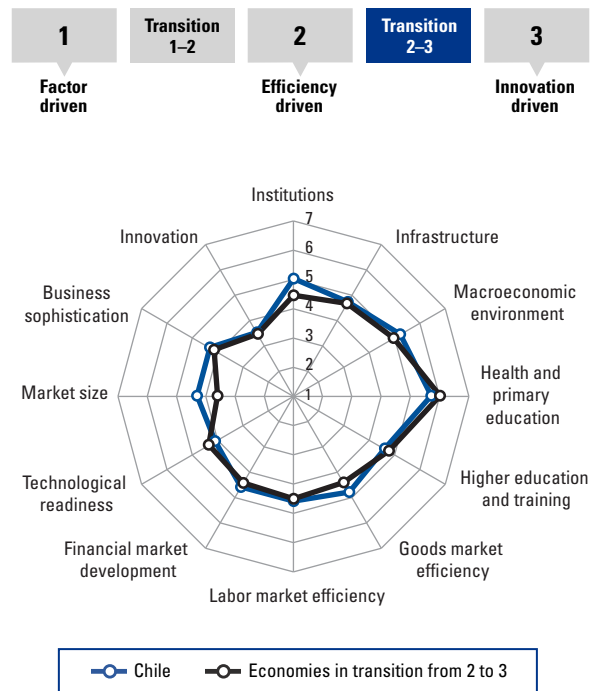 1
Transition
1–2
2
Transition
2–3
3
Factor
driven
Efficiency
driven
Innovation
driven
Institutions
7
6
5
4
3
2
1
Innovation
Infrastructure
Business
sophistication
Macroeconomic
environment
Market size
Health and
primary
education
Technological
readiness
Higher education
and training
Financial market
development
Goods market
efficiency
Labor market efficiency
Chile
Economies in transition from 2 to 3